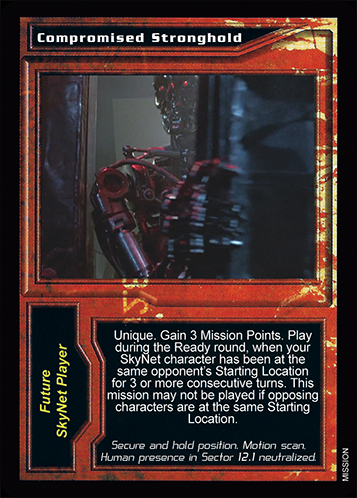 Compromised Stronghold
Future
SkyNet Player
Unique. Gain 3 Mission Points. Play
during the Ready round, when your
SkyNet character has been at the
same opponent's Starting Location
for 3 or more consecutive turns. This
mission may not be played if opposing
characters are at the same Starting
Location.
Secure and hold position. Motion scan.
Human presence in Sector 12.1 neutralized.
MISSION